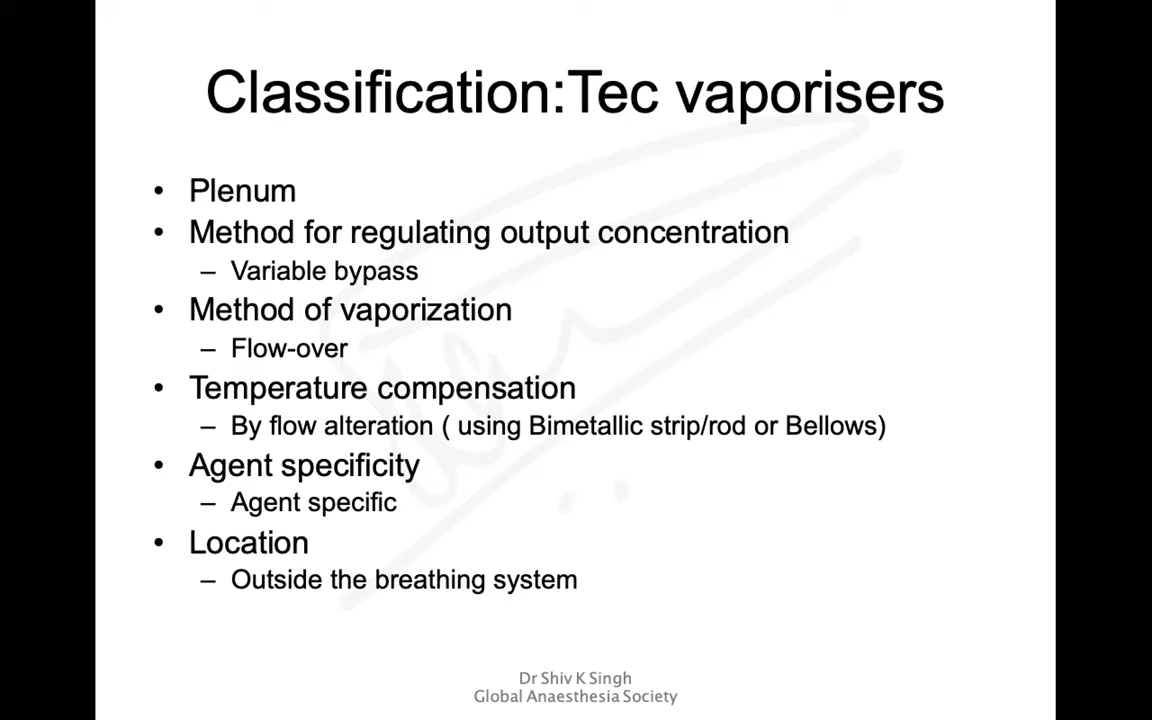 Classification:Tec vaporisers
• Plenum
• Method for regulating output concentration
– Variable bypass
• Method of vaporization
– Flow-over
• Temperature compensation
– By flow alteration ( using Bimetallic strip/rod or Bellows)
• Agent specificity
– Agent specific
• Location
– Outside the breathing system
Dr Shiv K Singh
Global Anaesthesia Society